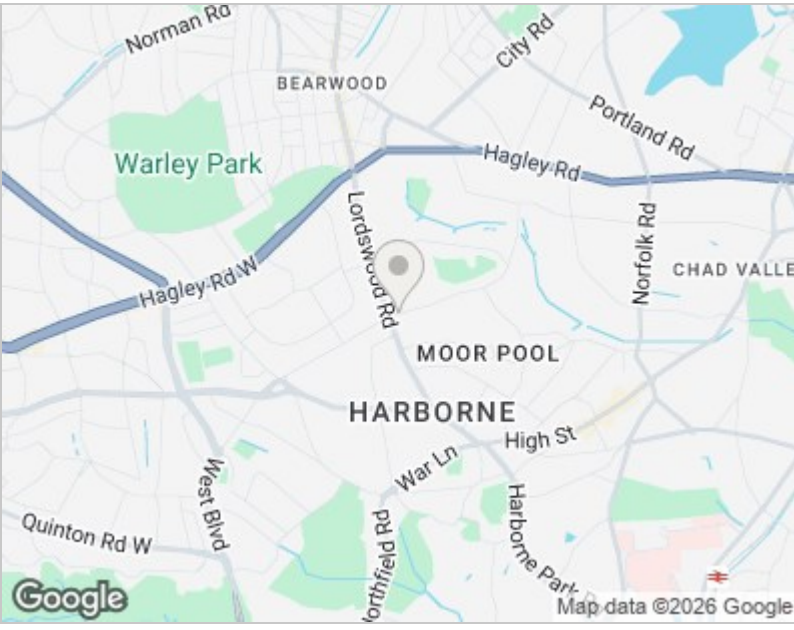 Norman Rd
City Rd
BEARWOOD
Portland Rd
Hagley Rd
Warley Park
Lordswood Rd
Norfolk Rd
CHAD VALLE
Hagley Rd W
MOOR POOL
HARBORNE
High St
War Ln
West Blvd
Harborne Park R
Northfield Rd
Quinton Rd W
Google
Map data ©2026 Google